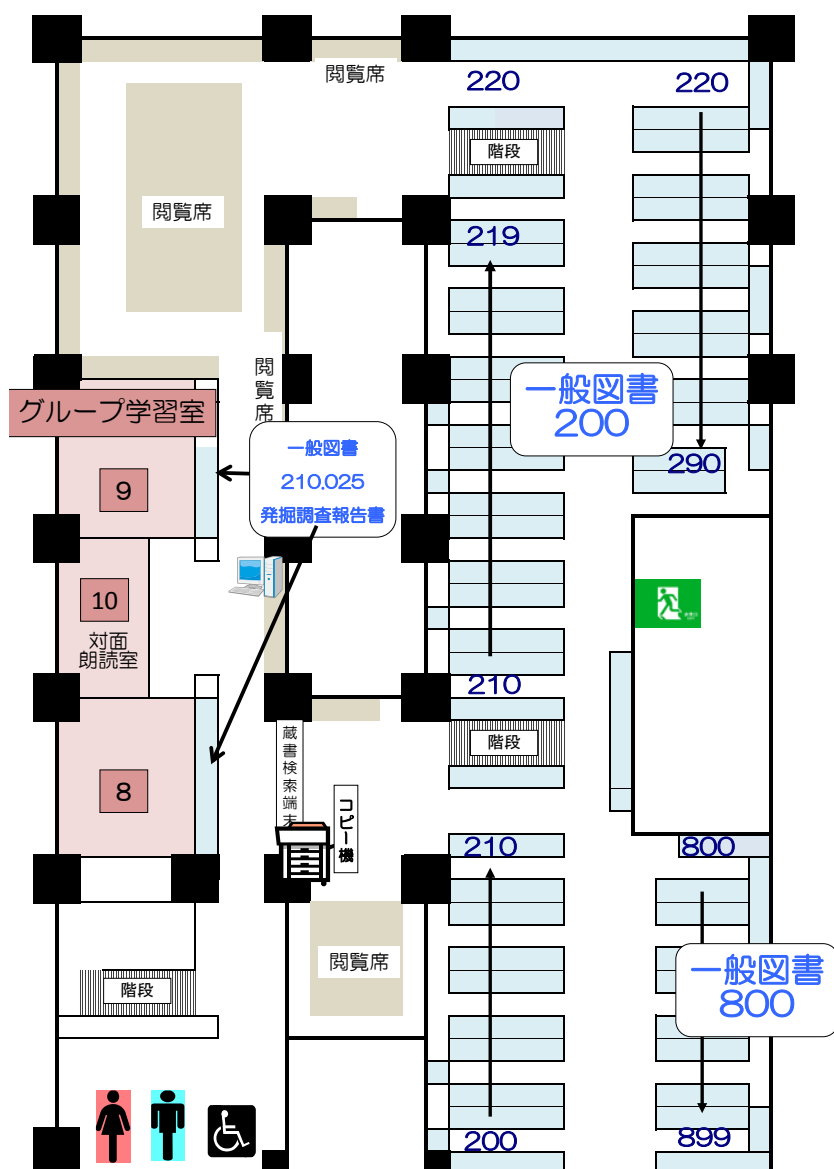 閲覧席
220
220
階段
閲覧席
219
閲覧席
一般図書
200
グループ学習室
一般図書
210.025
発掘調査報告書
290
9
10
対面
朗読室
210
蔵書検索端末
階段
8
コピー機
210
800
閲覧席
一般図書
800
階段
200
899